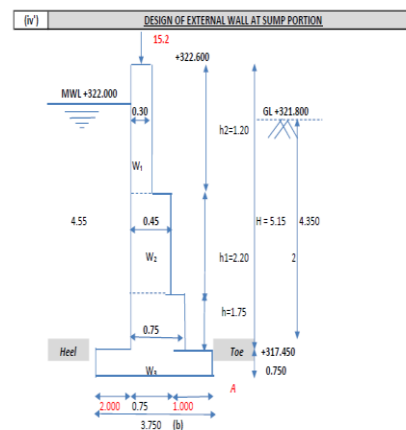 (iv') DESIGN OF EXTERNAL WALL AT SUMP PORTION
15.2
+322.600
MWL +322.000
GL +321.800
0.30
h2=1.20
W₁
4.55
0.45
H = 5.15
4.350
W₂
h1=2.20
2
0.75
h=1.75
Heel
Toe
+317.450
W₃
0.750
A
2.000 0.75 1.000
3.750 (b)